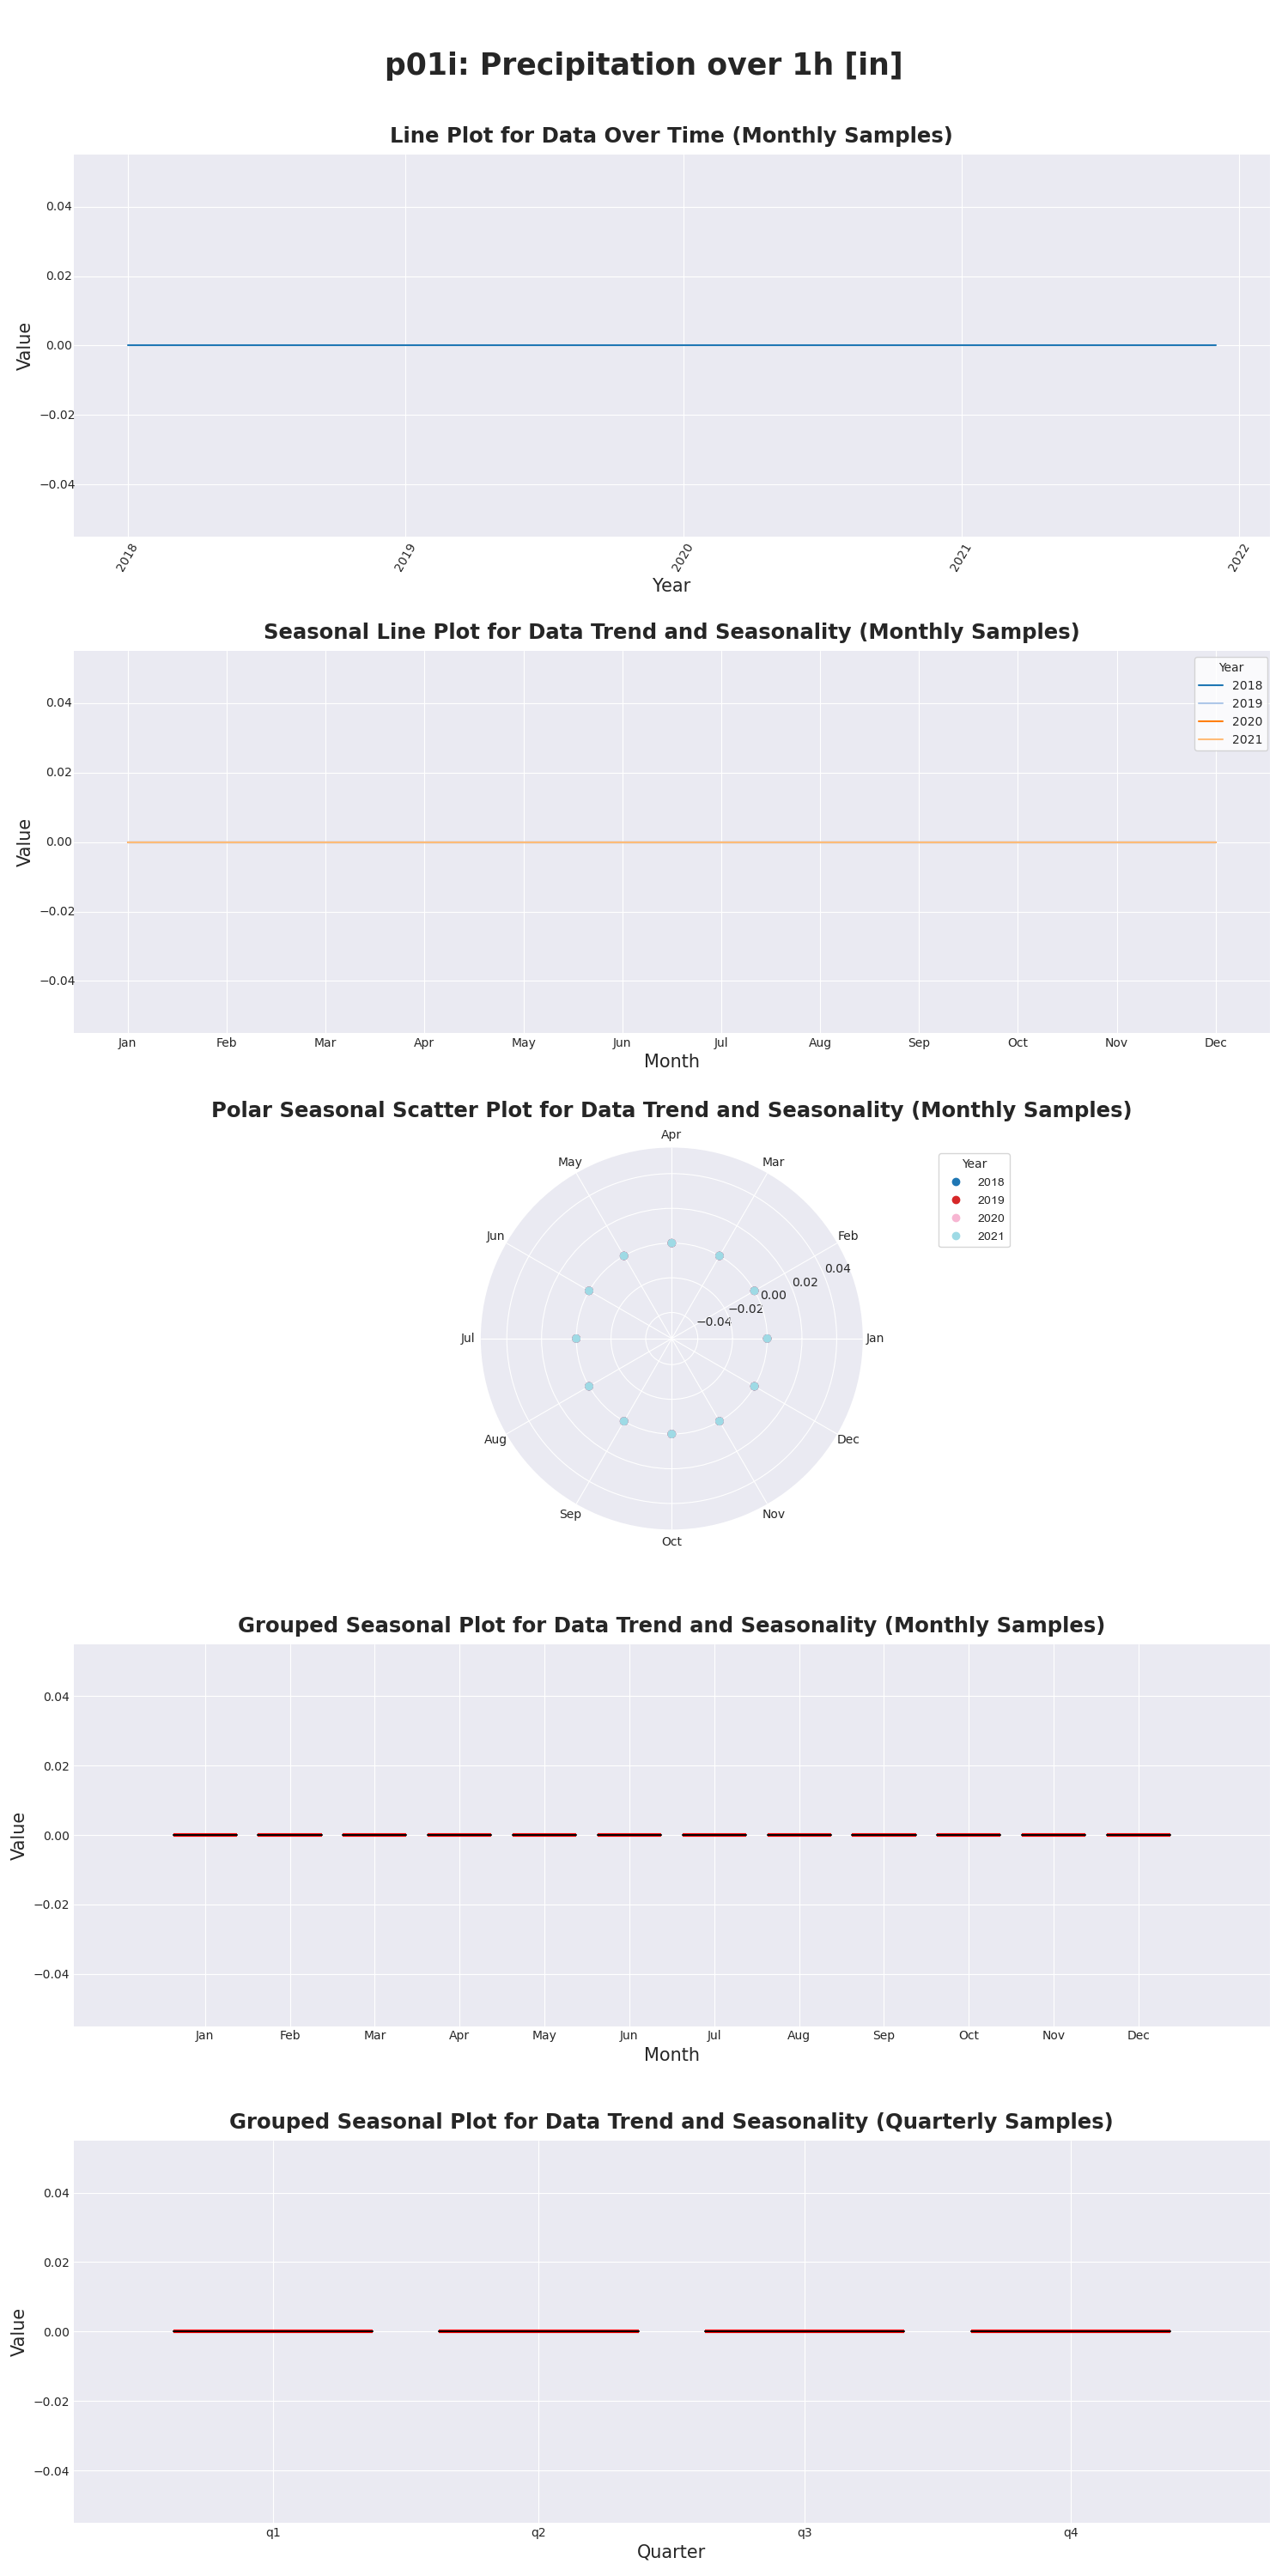 p01i: Precipitation over 1h [in]
Line Plot for Data Over Time (Monthly Samples)
0.04
0.02
0.00
−0.02
−0.04
Value
2018
2019
2020
2021
2022
Year
Seasonal Line Plot for Data Trend and Seasonality (Monthly Samples)
Year
2018
2019
2020
2021
0.04
0.02
0.00
−0.02
−0.04
Value
Jan
Feb
Mar
Apr
May
Jun
Jul
Aug
Sep
Oct
Nov
Dec
Month
Polar Seasonal Scatter Plot for Data Trend and Seasonality (Monthly Samples)
Apr
May
Mar
Jun
Feb
Jul
Jan
Aug
Dec
Sep
Nov
Oct
0.04
0.02
0.00
−0.02
−0.04
Year
2018
2019
2020
2021
Grouped Seasonal Plot for Data Trend and Seasonality (Monthly Samples)
0.04
0.02
0.00
−0.02
−0.04
Value
Jan
Feb
Mar
Apr
May
Jun
Jul
Aug
Sep
Oct
Nov
Dec
Month
Grouped Seasonal Plot for Data Trend and Seasonality (Quarterly Samples)
0.04
0.02
0.00
−0.02
−0.04
Value
q1
q2
q3
q4
Quarter